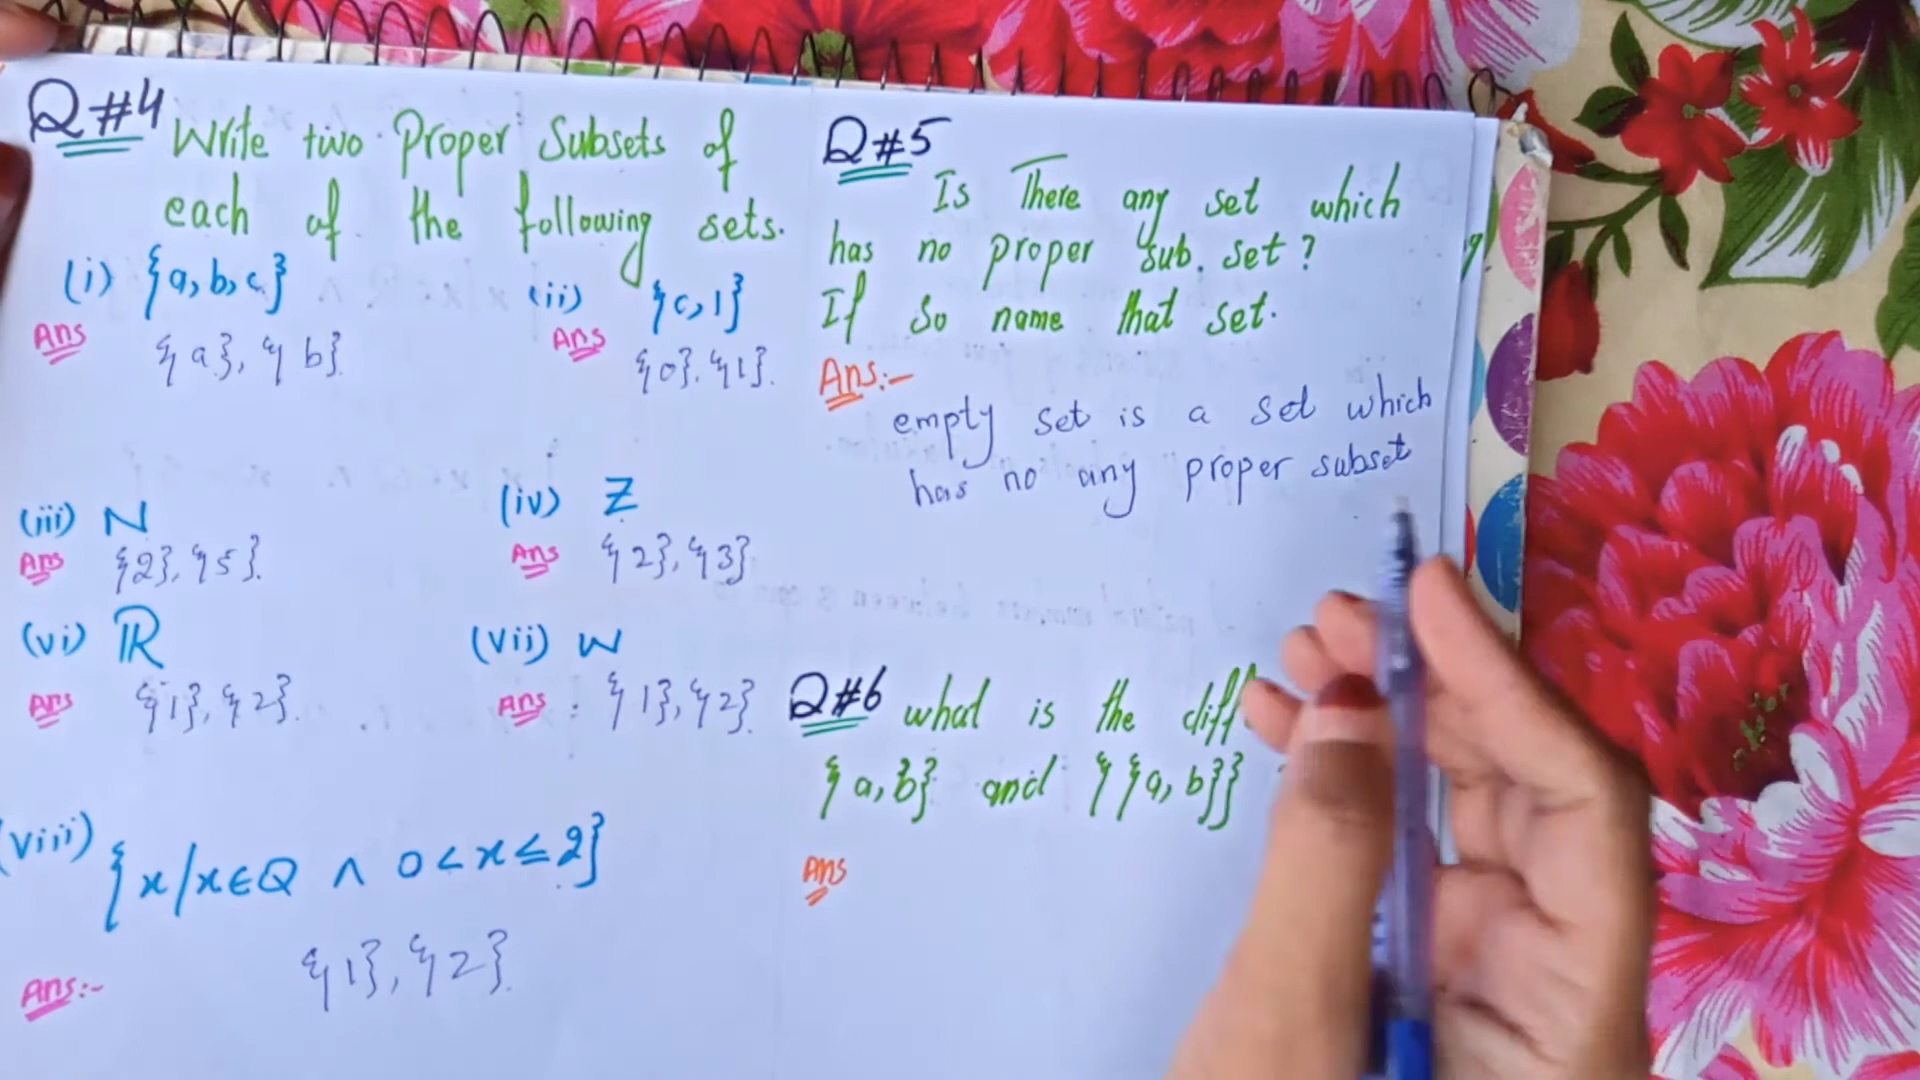 Q#4 Write two Proper Subsets of
each of the following sets.
(i) {a,b,c} (ii) {c,1}
Ans {a}, {b}. Ans {0}. {1}.
(iii) N (iv) Z
Ans {2}, {5}. Ans {2}, {3}
(vi) R (vii) W
Ans {1}, {2}. Ans : {1}, {2}.
(viii) {x/x∈Q ∧ 0<x≤2}
Ans:- {1}, {2}.
Q#5
Is There any set which
has no proper sub. set?
If So name that set.
Ans:-
empty set is a set which
has no any proper subset
Q#6 what is the diff
{a,b} and {{a,b}}
Ans